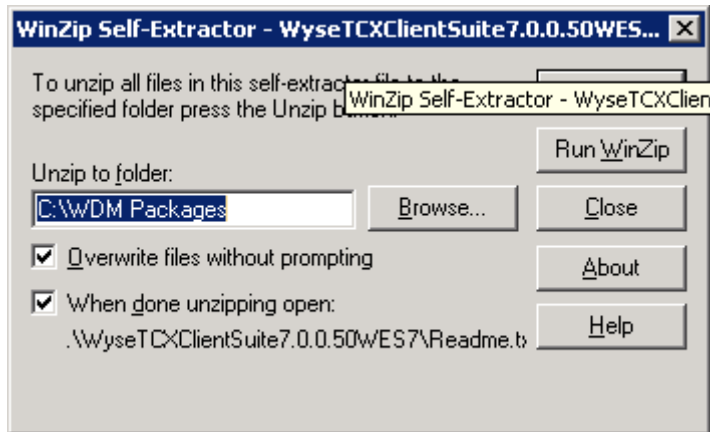 WinZip Self-Extractor - WyseTCXClientSuite7.0.0.50WES...
To unzip all files in this self-extractor file to the
specified folder press the Unzip button.
WinZip Self-Extractor - WyseTCXClien
Run WinZip
Unzip to folder:
C:\WDM Packages
Browse...
Close
Overwrite files without prompting
About
When done unzipping open:
.\WyseTCXClientSuite7.0.0.50WES7\Readme.tx
Help